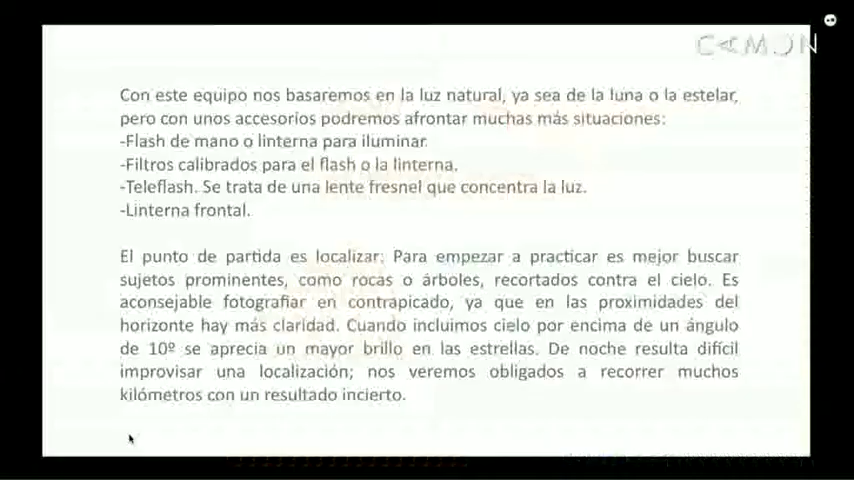 CAMON
Con este equipo nos basaremos en la luz natural, ya sea de la luna o la estelar,
pero con unos accesorios podremos afrontar muchas más situaciones:
-Flash de mano o linterna para iluminar.
-Filtros calibrados para el flash o la linterna.
-Teleflash. Se trata de una lente fresnel que concentra la luz.
-Linterna frontal.
El punto de partida es localizar: Para empezar a practicar es mejor buscar
sujetos prominentes, como rocas o árboles, recortados contra el cielo. Es
aconsejable fotografiar en contrapicado, ya que en las proximidades del
horizonte hay más claridad. Cuando incluimos cielo por encima de un ángulo
de 10º se aprecia un mayor brillo en las estrellas. De noche resulta difícil
improvisar una localización; nos veremos obligados a recorrer muchos
kilómetros con un resultado incierto.